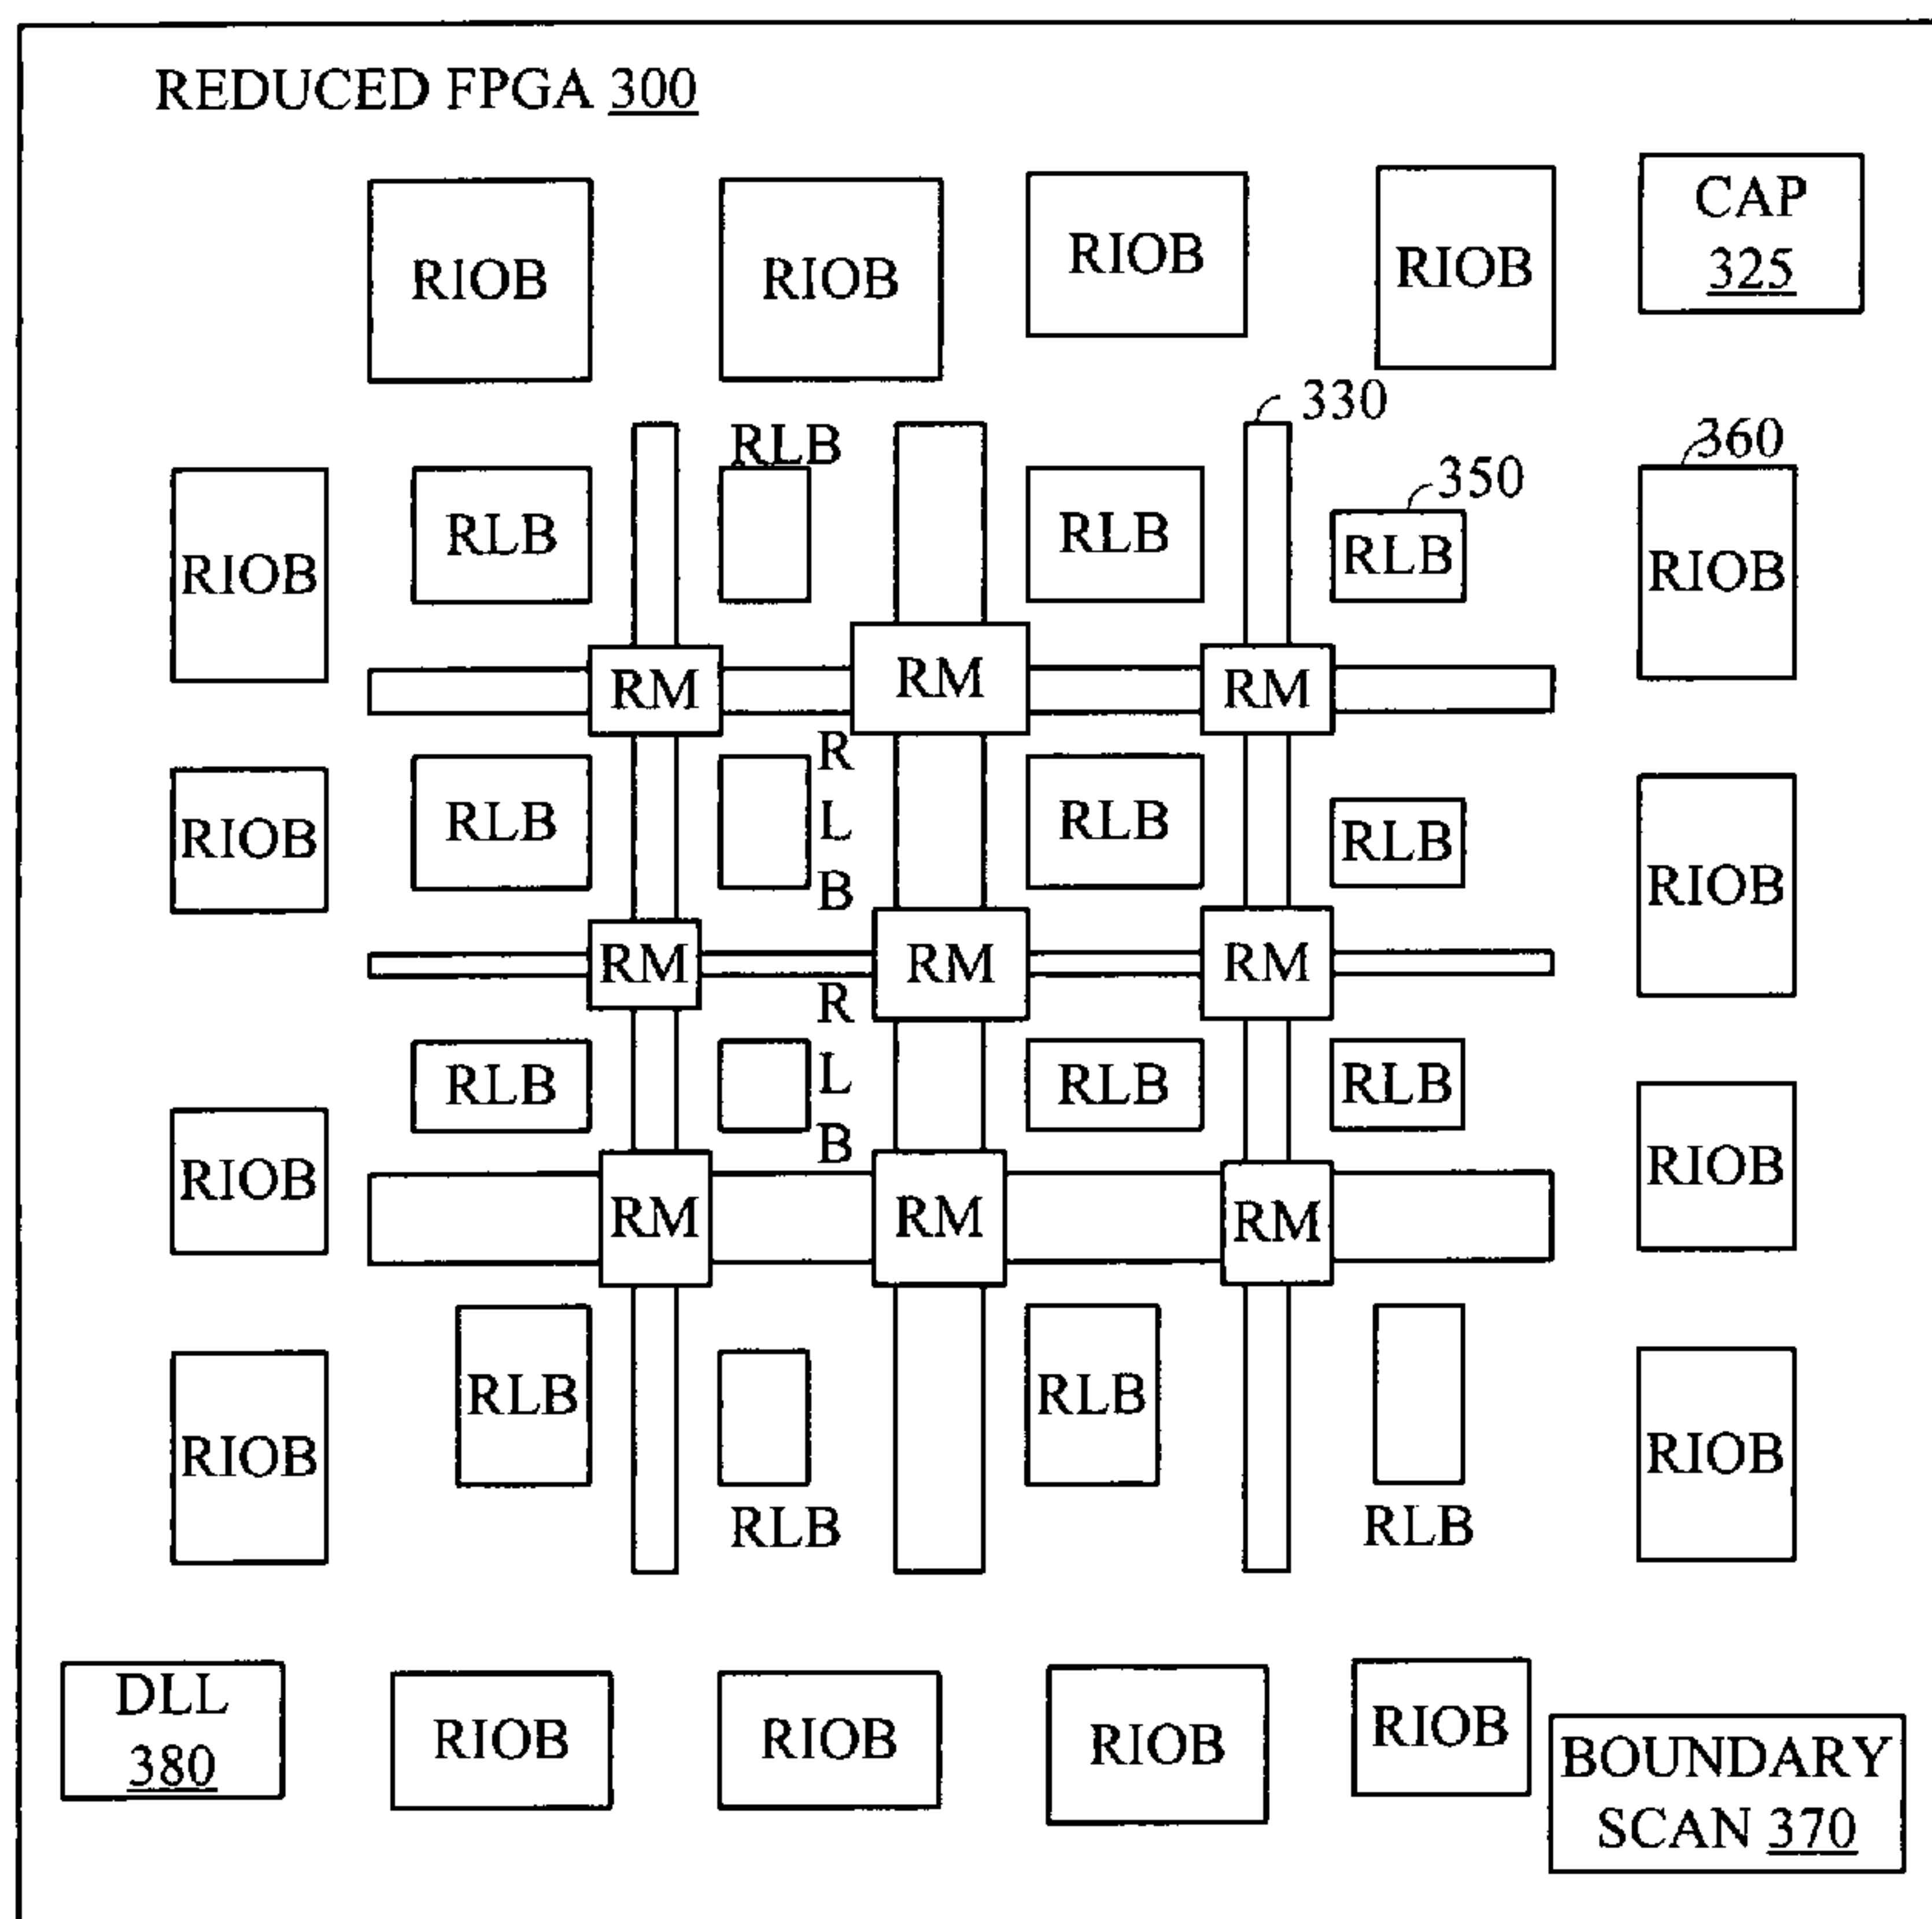 REDUCED FPGA 300
RIOB
RIOB
RIOB
RIOB
CAP
325
330
360
RLB
350
RIOB
RLB
RLB
RLB
RIOB
RM
RM
RM
RIOB
RLB
R
L
B
RLB
RLB
RIOB
RM
RM
RM
RIOB
RLB
R
L
B
RLB
RLB
RIOB
RM
RM
RM
RIOB
RLB
RLB
RIOB
RLB
RLB
DLL
380
RIOB
RIOB
RIOB
RIOB
BOUNDARY
SCAN 370